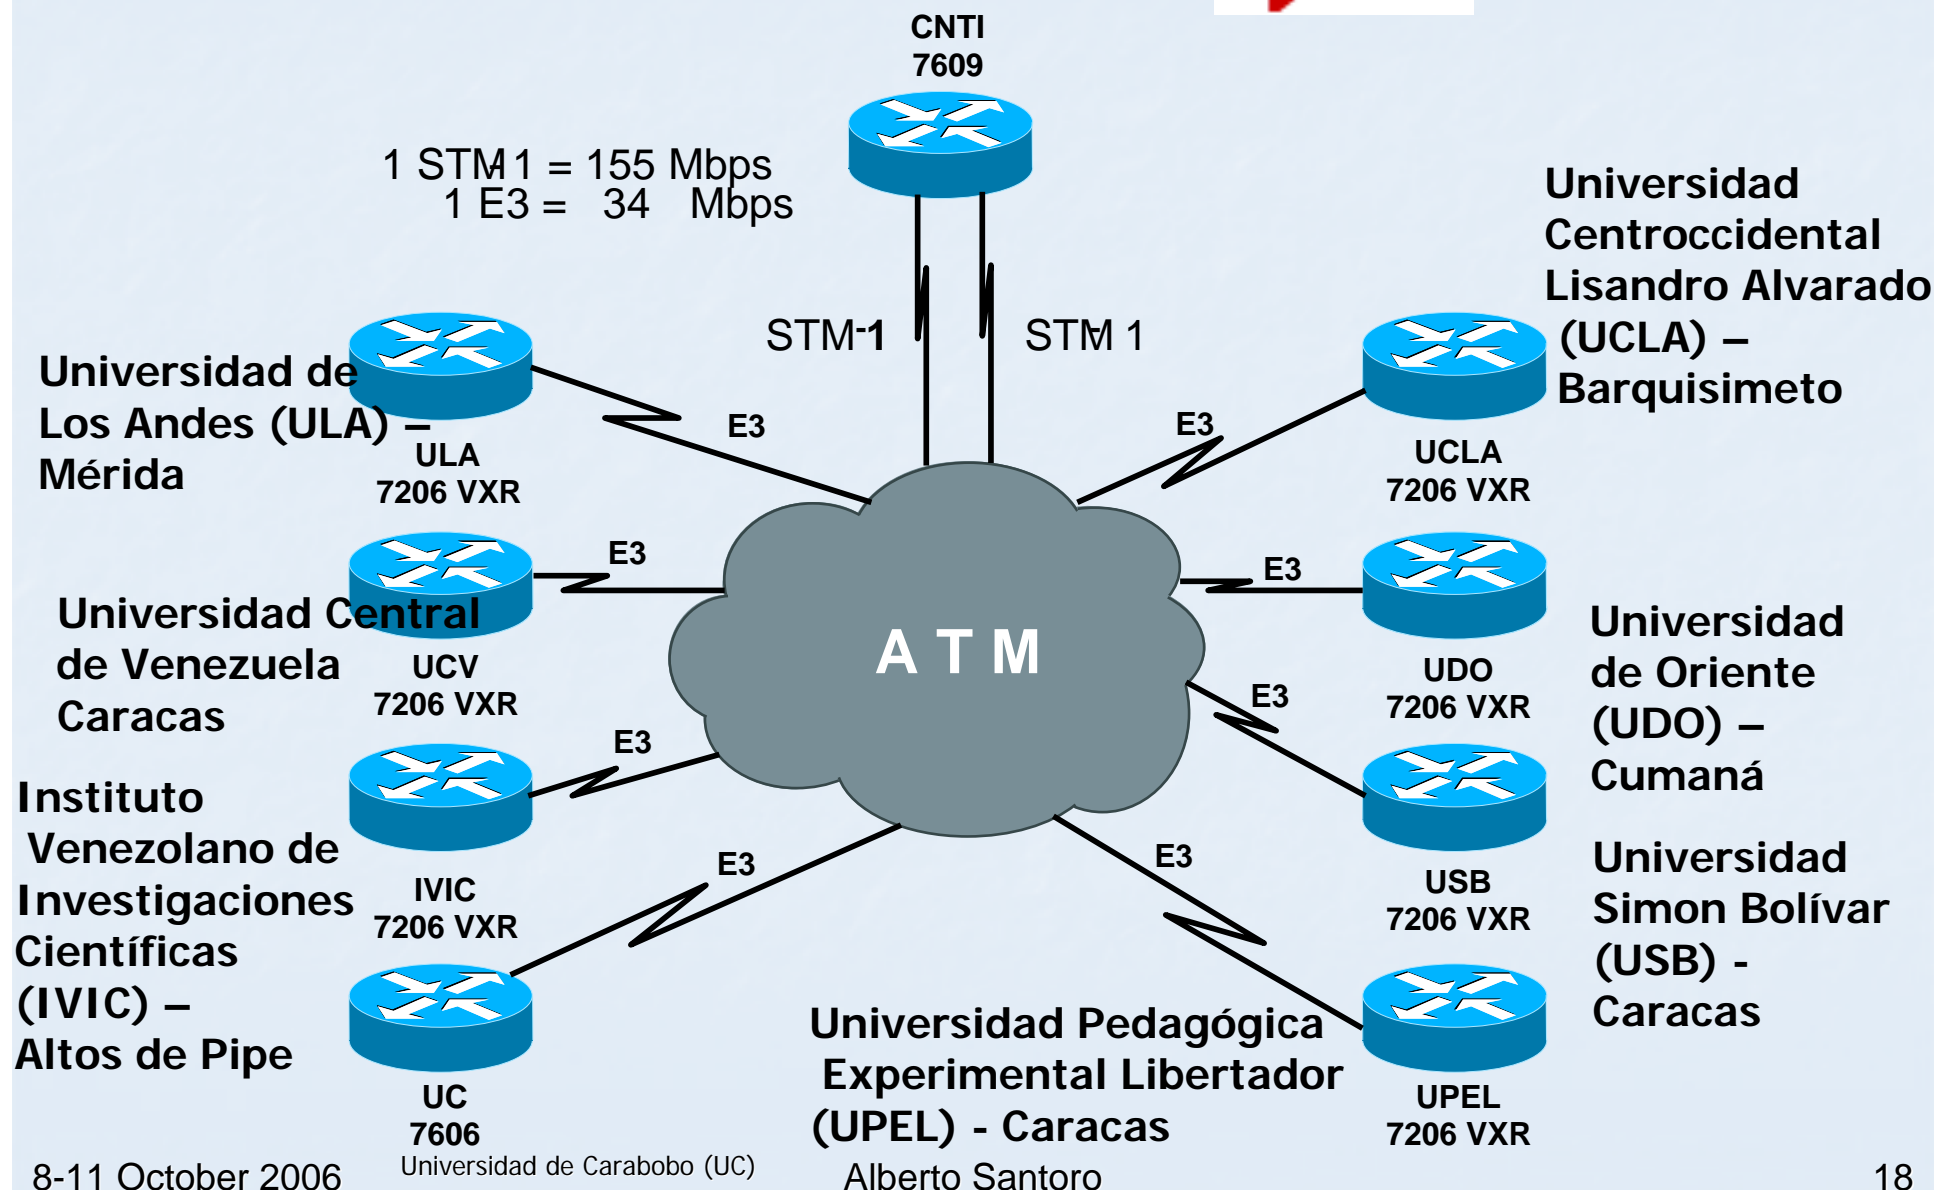 CNTI
7609
1 STM-1 = 155 Mbps
1 E3 = 34 Mbps
STM-1
STM-1
Universidad
Centroccidental
Lisandro Alvarado
(UCLA) –
Barquisimeto
Universidad de
Los Andes (ULA) –
Mérida
ULA
7206 VXR
E3
E3
UCLA
7206 VXR
E3
E3
Universidad Central
de Venezuela
Caracas
UCV
7206 VXR
A T M
UDO
7206 VXR
Universidad
de Oriente
(UDO) –
Cumaná
E3
E3
Instituto
Venezolano de
Investigaciones
Científicas
(IVIC) –
Altos de Pipe
IVIC
7206 VXR
E3
E3
USB
7206 VXR
Universidad
Simon Bolívar
(USB) -
Caracas
UC
7606
Universidad de Carabobo (UC)
Universidad Pedagógica
Experimental Libertador
(UPEL) - Caracas
UPEL
7206 VXR
8-11 October 2006
Alberto Santoro
18